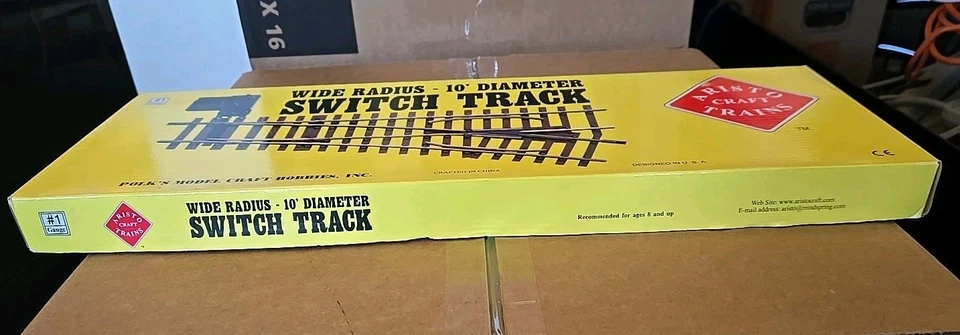 X 16
#1
WIDE RADIUS - 10' DIAMETER
SWITCH TRACK
ARISTO
CRAFT
TRAINS
TM
POLK'S MODEL CRAFT HOBBIES, INC.
CRAFTED IN CHINA
DESIGNED IN U.S.A.
CE
#1
Gauge
ARISTO
CRAFT
TRAINS
WIDE RADIUS - 10' DIAMETER
SWITCH TRACK
Recommended for ages 8 and up
Web Site: www.aristocraft.com
E-mail address: aristo@mindspring.com